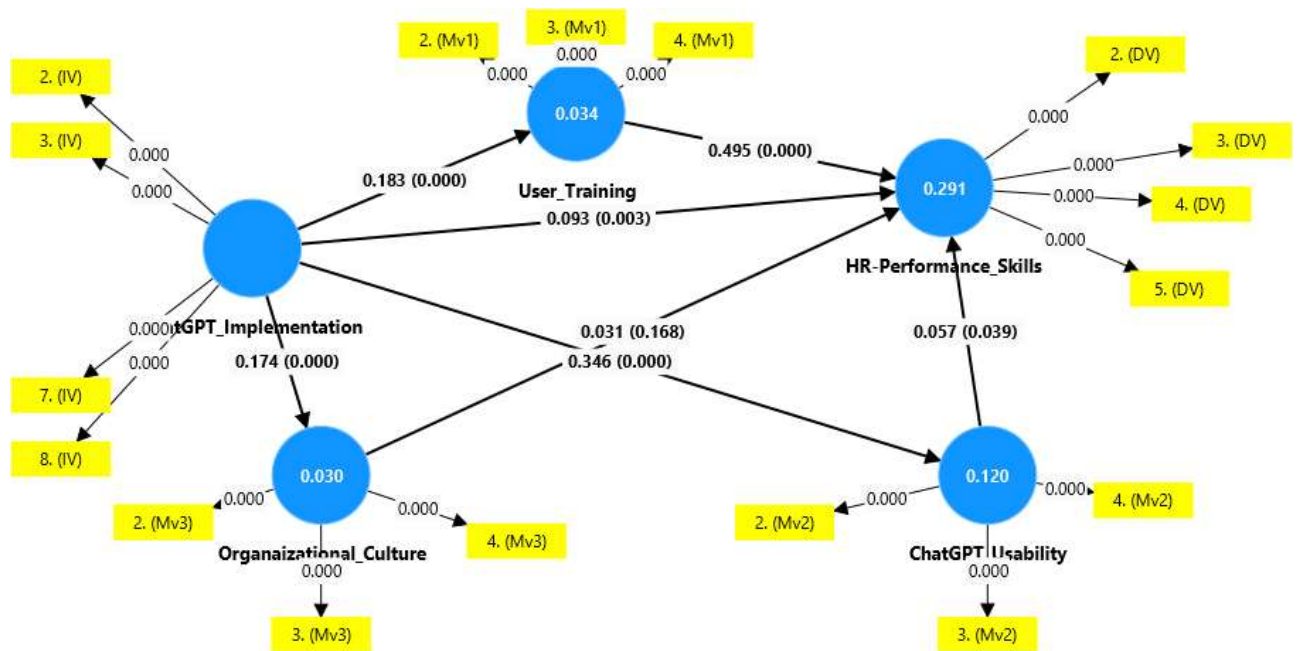 2. (Mv1)
3. (Mv1)
4. (Mv1)
0.000
0.000
0.000
0.034
User_Training
2. (IV)
3. (IV)
0.000
0.000
7. (IV)
8. (IV)
0.000
0.000
tGPT_Implementation
0.183 (0.000)
0.495 (0.000)
0.093 (0.003)
0.174 (0.000)
0.031 (0.168)
0.346 (0.000)
0.057 (0.039)
0.291
HR-Performance_Skills
2. (DV)
3. (DV)
4. (DV)
5. (DV)
0.000
0.000
0.000
0.000
0.030
Organaizational_Culture
2. (Mv3)
3. (Mv3)
4. (Mv3)
0.000
0.000
0.000
0.120
ChatGPT_Usability
2. (Mv2)
3. (Mv2)
4. (Mv2)
0.000
0.000
0.000